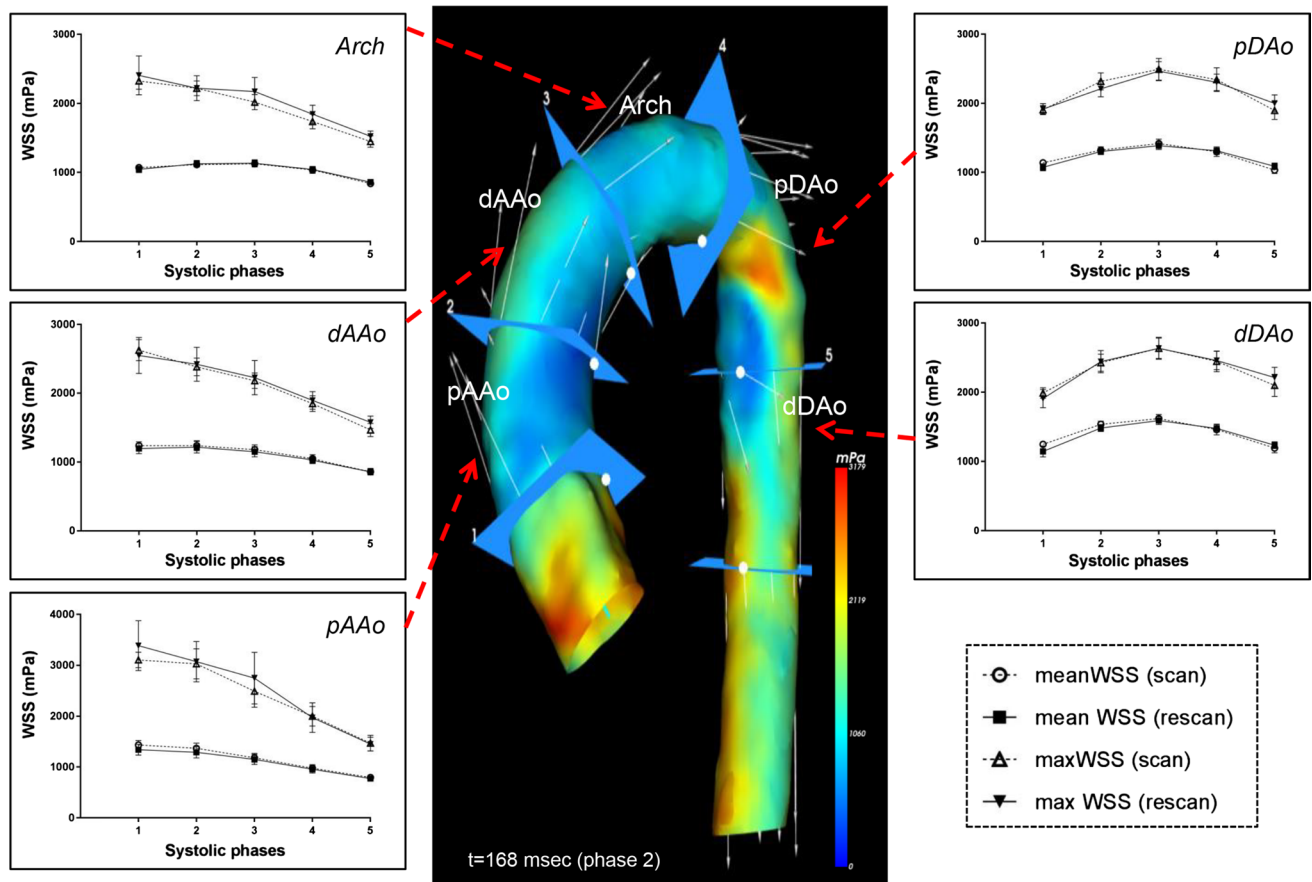 Arch
WSS (mPa)
3000
2000
1000
0
1 2 3 4 5
Systolic phases
dAAo
WSS (mPa)
3000
2000
1000
0
1 2 3 4 5
Systolic phases
pAAo
WSS (mPa)
4000
3000
2000
1000
0
1 2 3 4 5
Systolic phases
4
3
Arch
dAAo
pDAo
2
5
pAAo
dDAo
1
mPa
3179
2119
1060
0
t=168 msec (phase 2)
pDAo
WSS (mPa)
3000
2000
1000
0
1 2 3 4 5
Systolic phases
dDAo
WSS (mPa)
3000
2000
1000
0
1 2 3 4 5
Systolic phases
meanWSS (scan)
mean WSS (rescan)
maxWSS (scan)
max WSS (rescan)